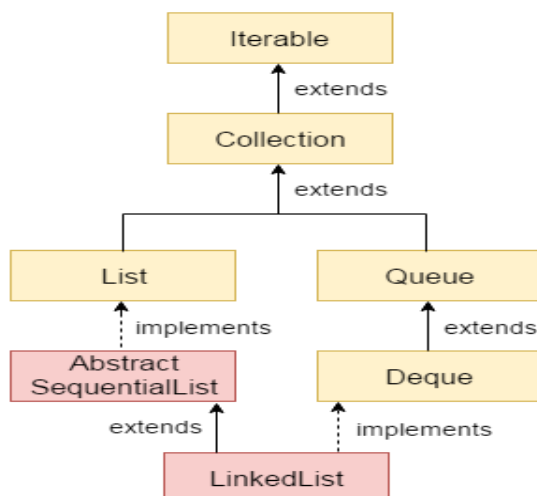 Iterable
extends
Collection
extends
List
Queue
implements
extends
Abstract
SequentialList
Deque
extends
implements
LinkedList